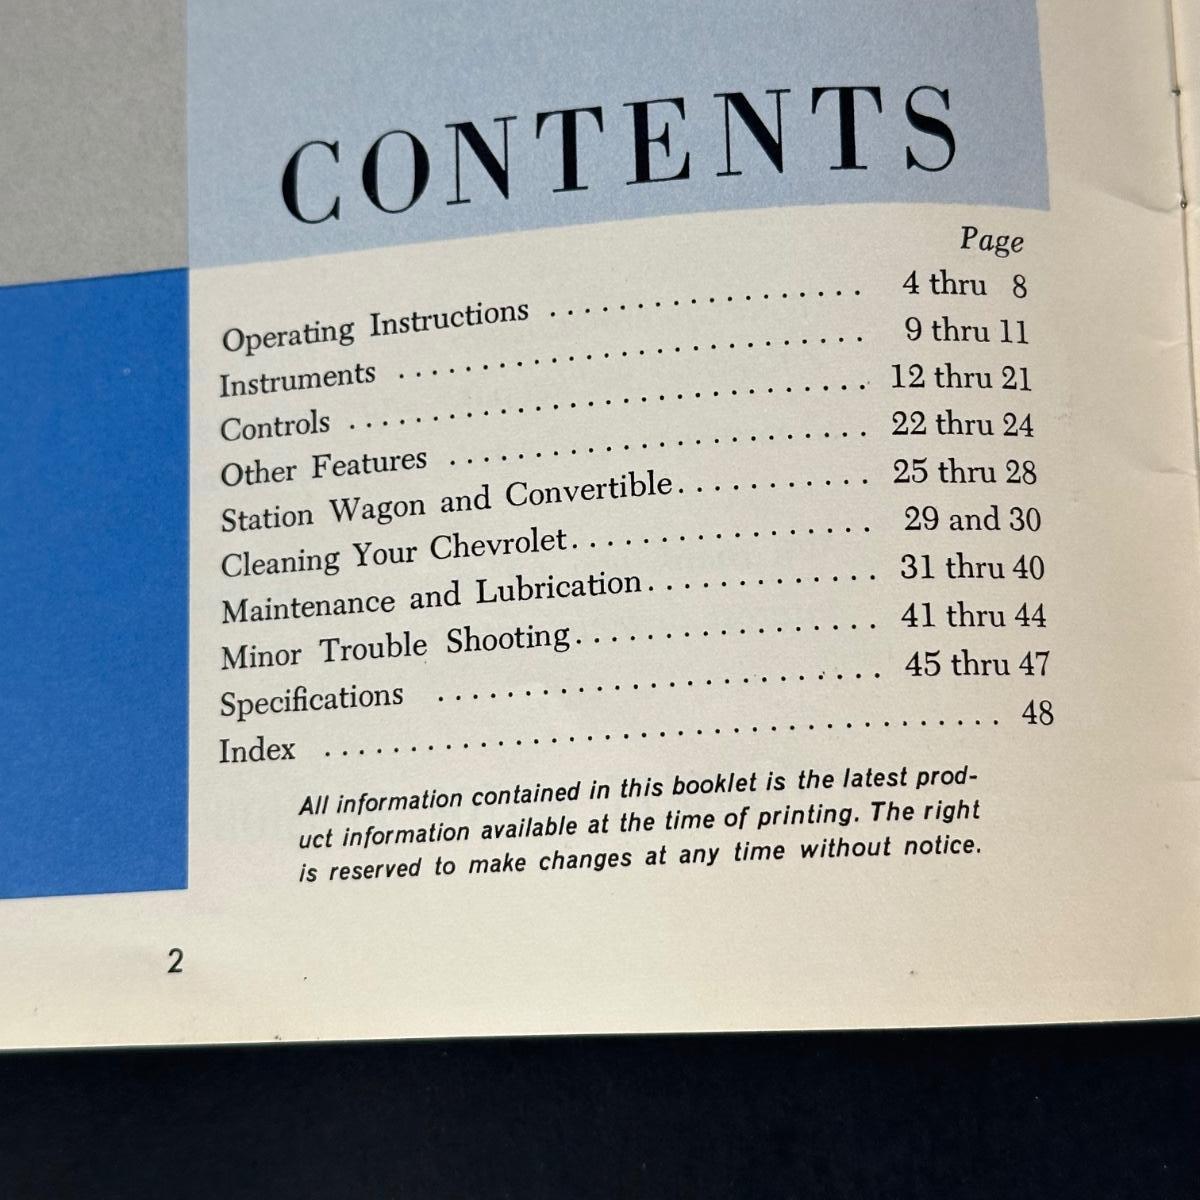 CONTENTS
Page
Operating Instructions .................. 4 thru 8
Instruments .......................... 9 thru 11
Controls ............................. 12 thru 21
Other Features ....................... 22 thru 24
Station Wagon and Convertible........... 25 thru 28
Cleaning Your Chevrolet................ 29 and 30
Maintenance and Lubrication............. 31 thru 40
Minor Trouble Shooting................. 41 thru 44
Specifications ........................ 45 thru 47
Index ................................... 48
All information contained in this booklet is the latest prod-
uct information available at the time of printing. The right
is reserved to make changes at any time without notice.
2